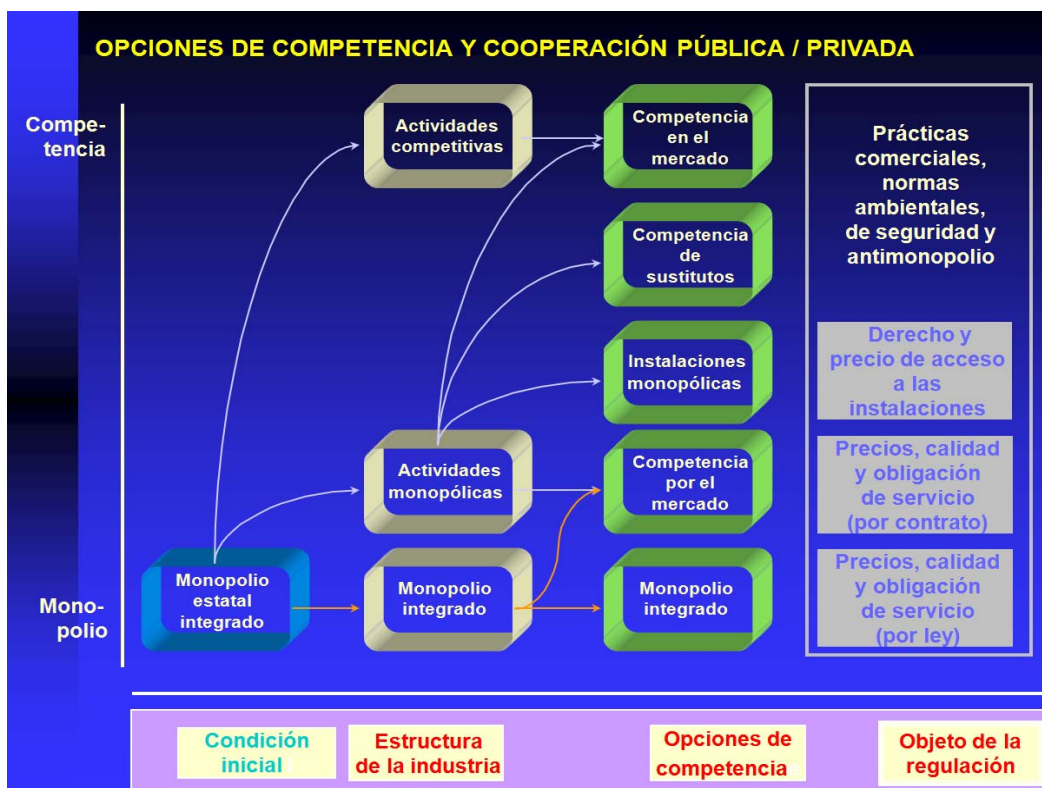 OPCIONES DE COMPETENCIA Y COOPERACIÓN PÚBLICA / PRIVADA
Compe-
tencia
Actividades
competitivas
Competencia
en el
mercado
Prácticas
comerciales,
normas
ambientales,
de seguridad y
antimonopolio
Competencia
de
sustitutos
Instalaciones
monopólicas
Derecho y
precio de acceso
a las
instalaciones
Actividades
monopólicas
Competencia
por el
mercado
Precios, calidad
y obligación
de servicio
(por contrato)
Mono-
polio
Monopolio
estatal
integrado
Monopolio
integrado
Monopolio
integrado
Precios, calidad
y obligación
de servicio
(por ley)
Condición
inicial
Estructura
de la industria
Opciones de
competencia
Objeto de la
regulación